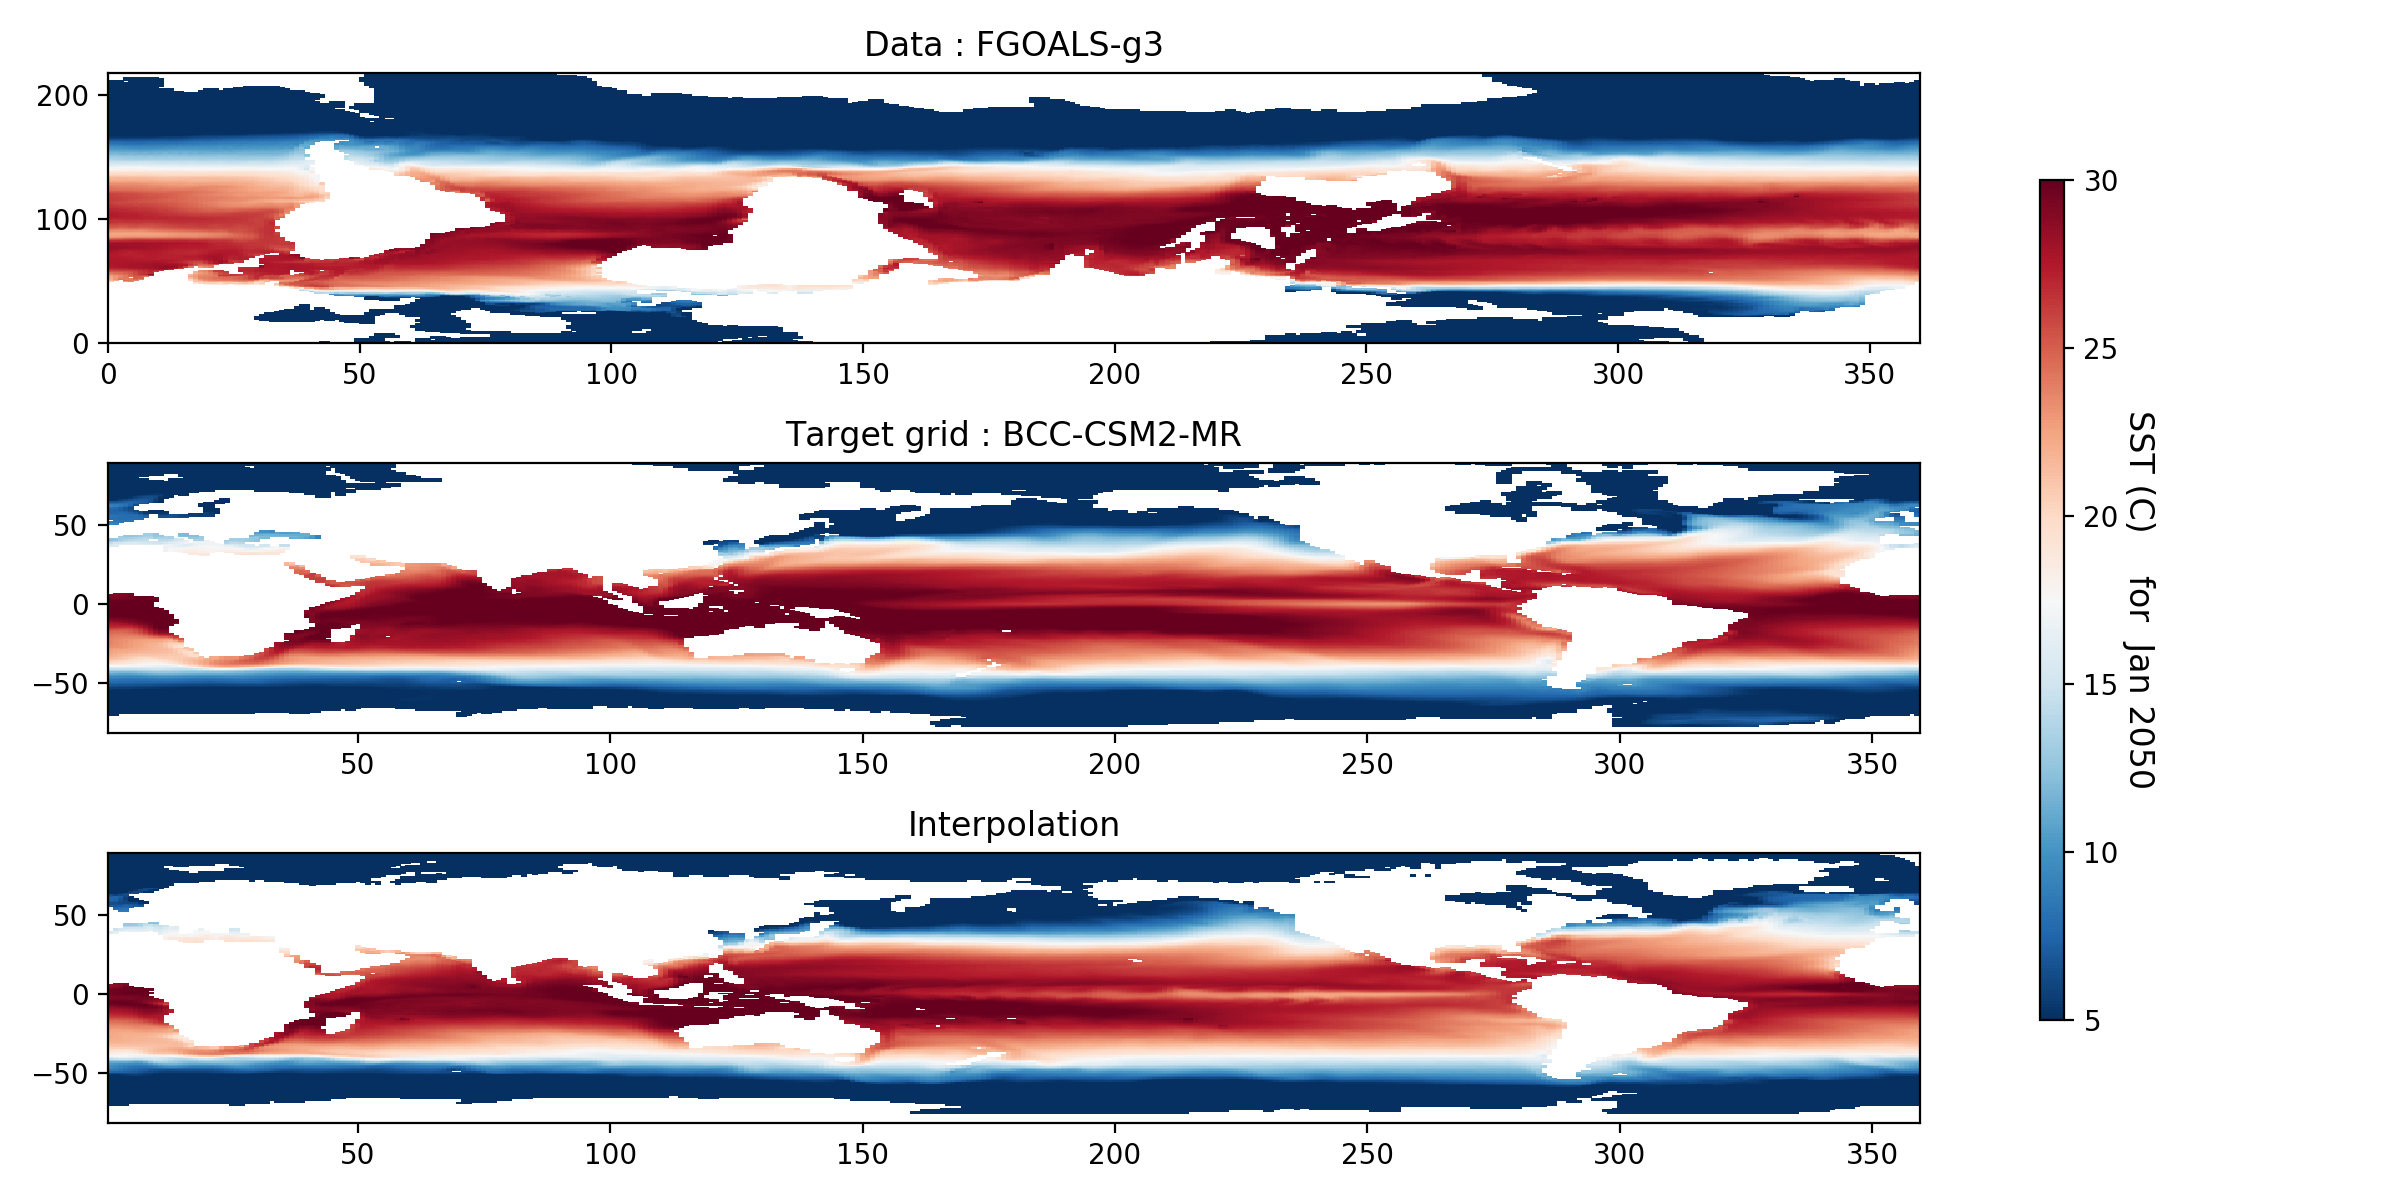 Data : FGOALS-g3
200
100
0
0 50 100 150 200 250 300 350
Target grid : BCC-CSM2-MR
50
0
−50
50 100 150 200 250 300 350
Interpolation
50
0
−50
50 100 150 200 250 300 350
30
25
20
15
10
5
SST (C)  for  Jan 2050